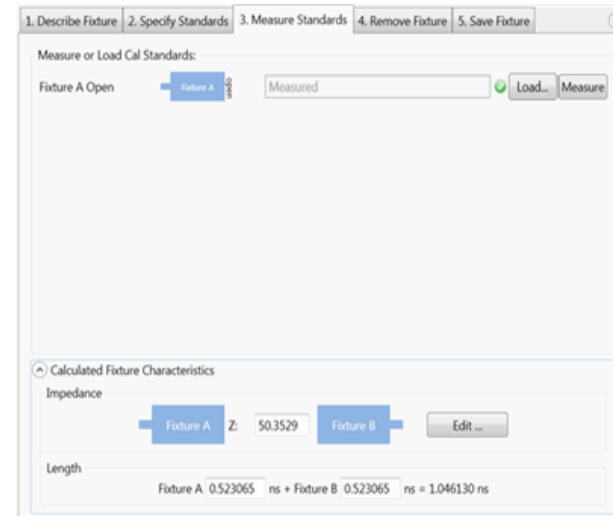 1. Describe Fixture 2. Specify Standards 3. Measure Standards 4. Remove Fixture 5. Save Fixture
Measure or Load Cal Standards:
Fixture A Open Fixture A open Measured Load... Measure
Calculated Fixture Characteristics
Impedance
Fixture A Z: 50.3529 Fixture B Edit ...
Length
Fixture A 0.523065 ns + Fixture B 0.523065 ns = 1.046130 ns